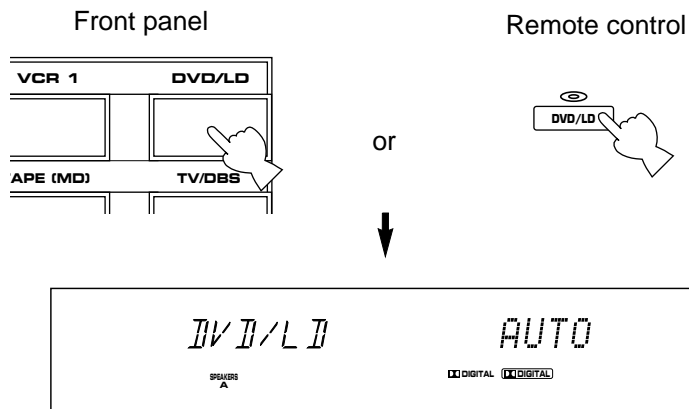 Front panel
Remote control
VCR 1 DVD/LD
DVD/LD
or
APE (MD) TV/DBS
DVD/LD AUTO
SPEAKERS
A
DIGITAL DIGITAL